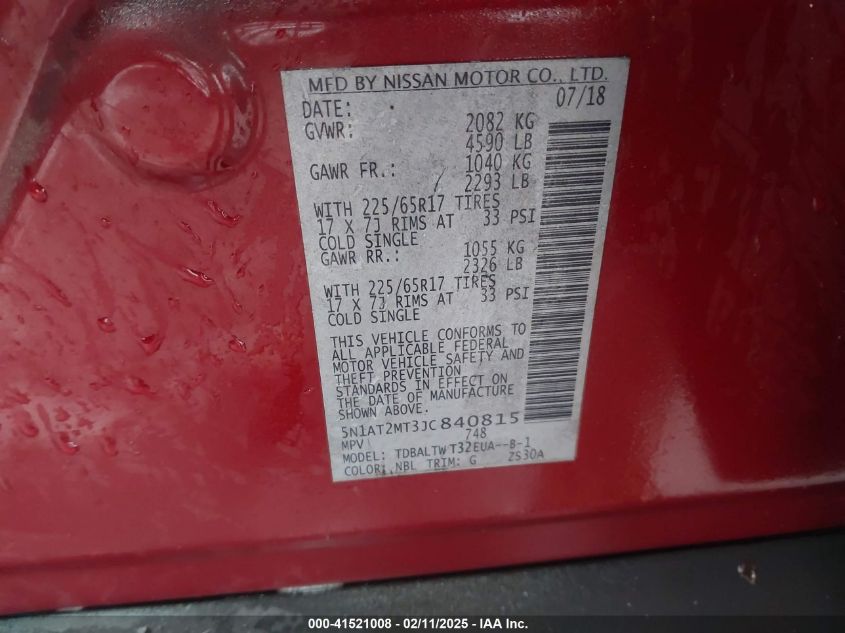 MFD BY NISSAN MOTOR CO., LTD.
DATE: 07/18
GVWR: 2082 KG
4590 LB
GAWR FR.: 1040 KG
2293 LB
WITH 225/65R17 TIRES
17 X 7J RIMS AT 33 PSI
COLD SINGLE
GAWR RR.: 1055 KG
2326 LB
WITH 225/65R17 TIRES
17 X 7J RIMS AT 33 PSI
COLD SINGLE
THIS VEHICLE CONFORMS TO
ALL APPLICABLE FEDERAL
MOTOR VEHICLE SAFETY AND
THEFT PREVENTION
STANDARDS IN EFFECT ON
THE DATE OF MANUFACTURE
SHOWN ABOVE.
5N1AT2MT3JC840815
MPV 748
MODEL: TDBALTWT32EUA--B-1
COLOR: NBL TRIM: G ZS30A
000-41521008 - 02/11/2025 - IAA Inc.